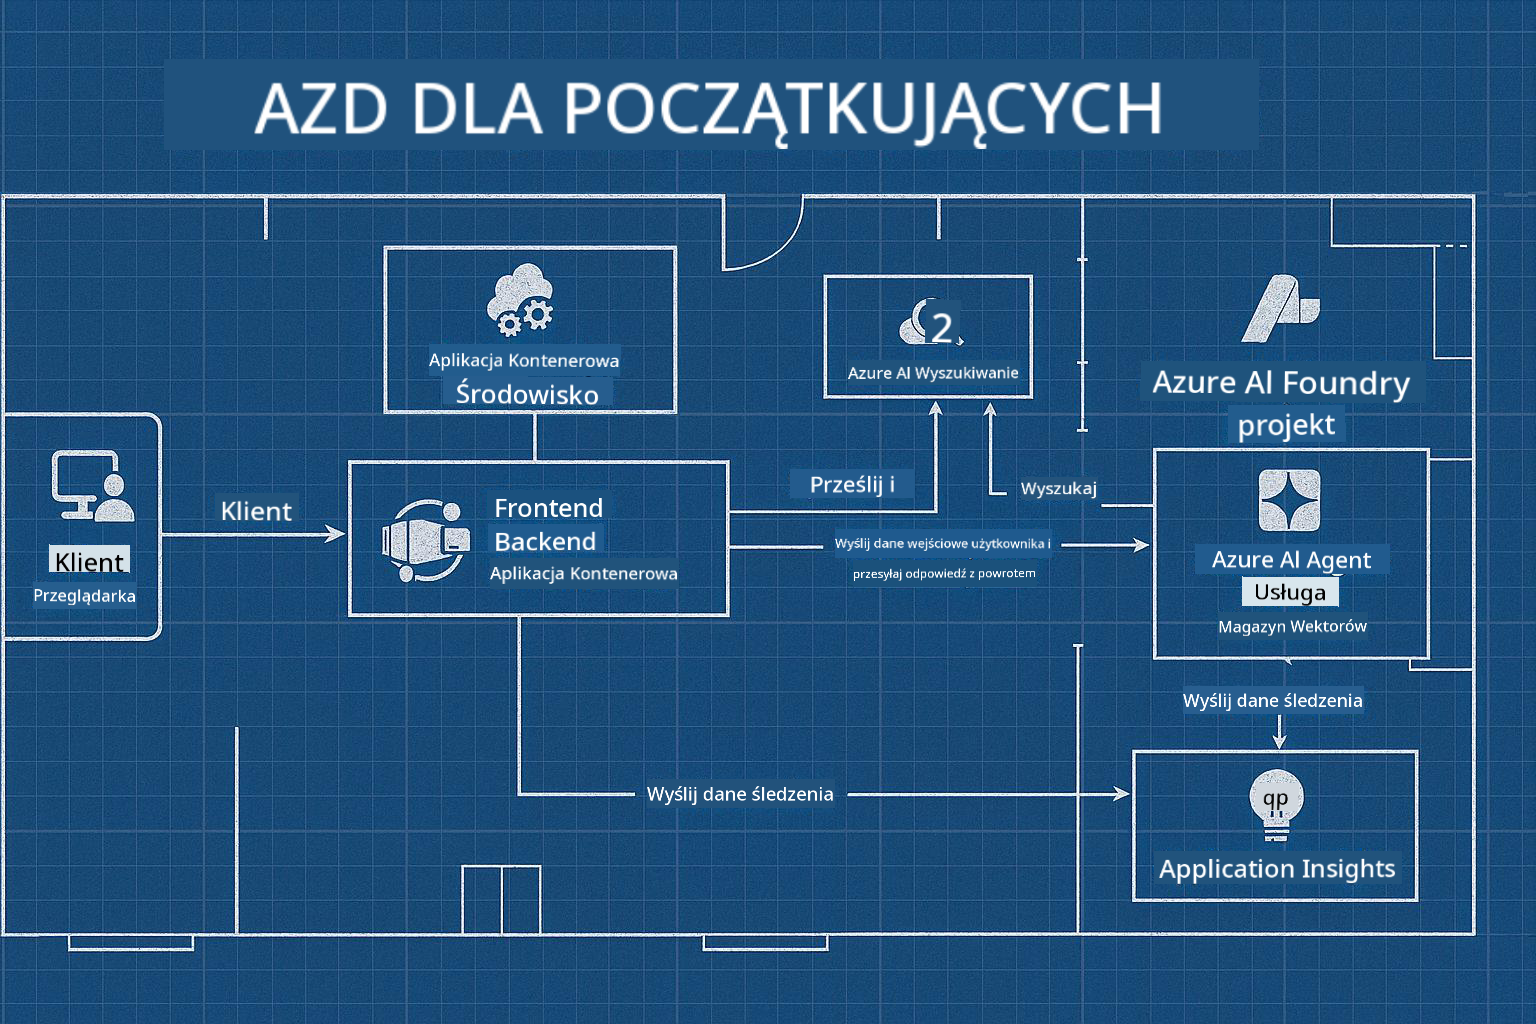 AZD DLA POCZĄTKUJĄCYCH
Aplikacja Kontenerowa
Środowisko
2
Azure AI Wyszukiwanie
Azure AI Foundry
projekt
Klient
Przeglądarka
Klient
Frontend
Backend
Aplikacja Kontenerowa
Prześlij i
Wyszukaj
Wyślij dane wejściowe użytkownika i
przesyłaj odpowiedź z powrotem
Azure AI Agent
Usługa
Magazyn Wektorów
Wyślij dane śledzenia
Wyślij dane śledzenia
qp
Application Insights